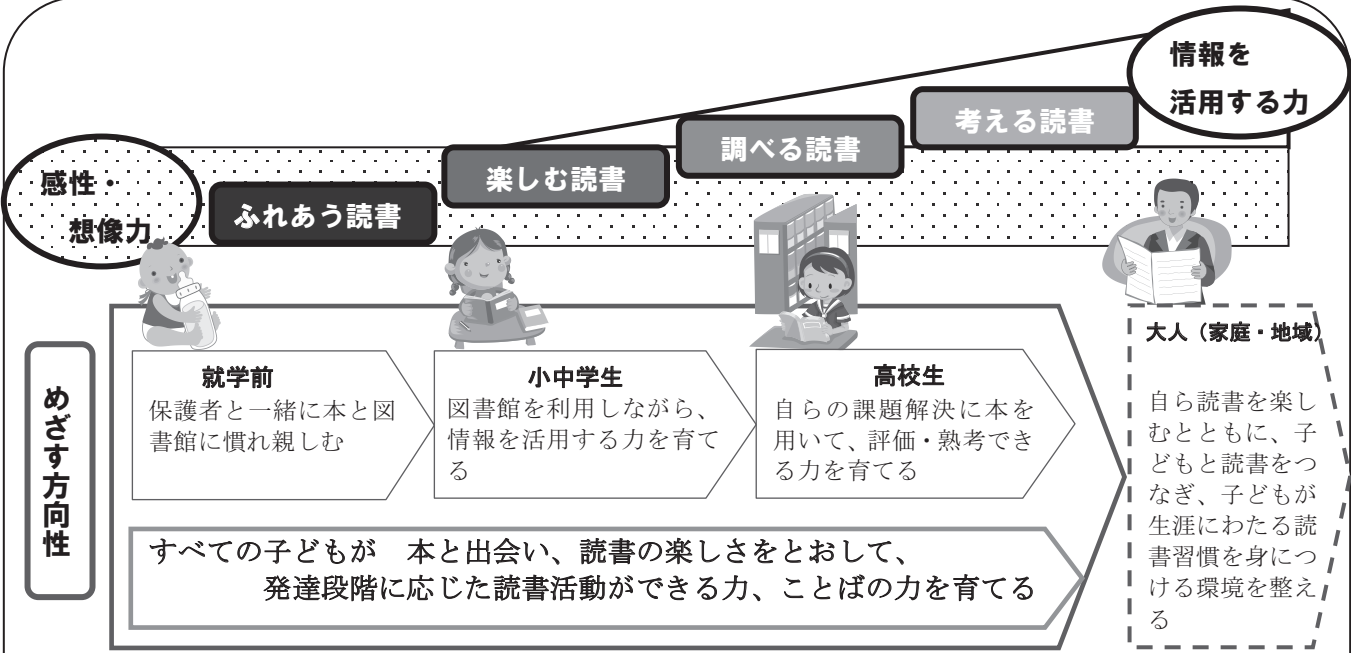 情報を
活用する力
考える読書
調べる読書
楽しむ読書
ふれあう読書
感性・
想像力
めざす方向性
就学前
保護者と一緒に本と図
書館に慣れ親しむ
小中学生
図書館を利用しながら、
情報を活用する力を育て
る
高校生
自らの課題解決に本を
用いて、評価・熟考でき
る力を育てる
すべての子どもが　本と出会い、読書の楽しさをとおして、
発達段階に応じた読書活動ができる力、ことばの力を育てる
大人（家庭・地域）
自ら読書を楽し
むとともに、子
どもと読書をつ
なぎ、子どもが
生涯にわたる読
書習慣を身につ
ける環境を整え
る